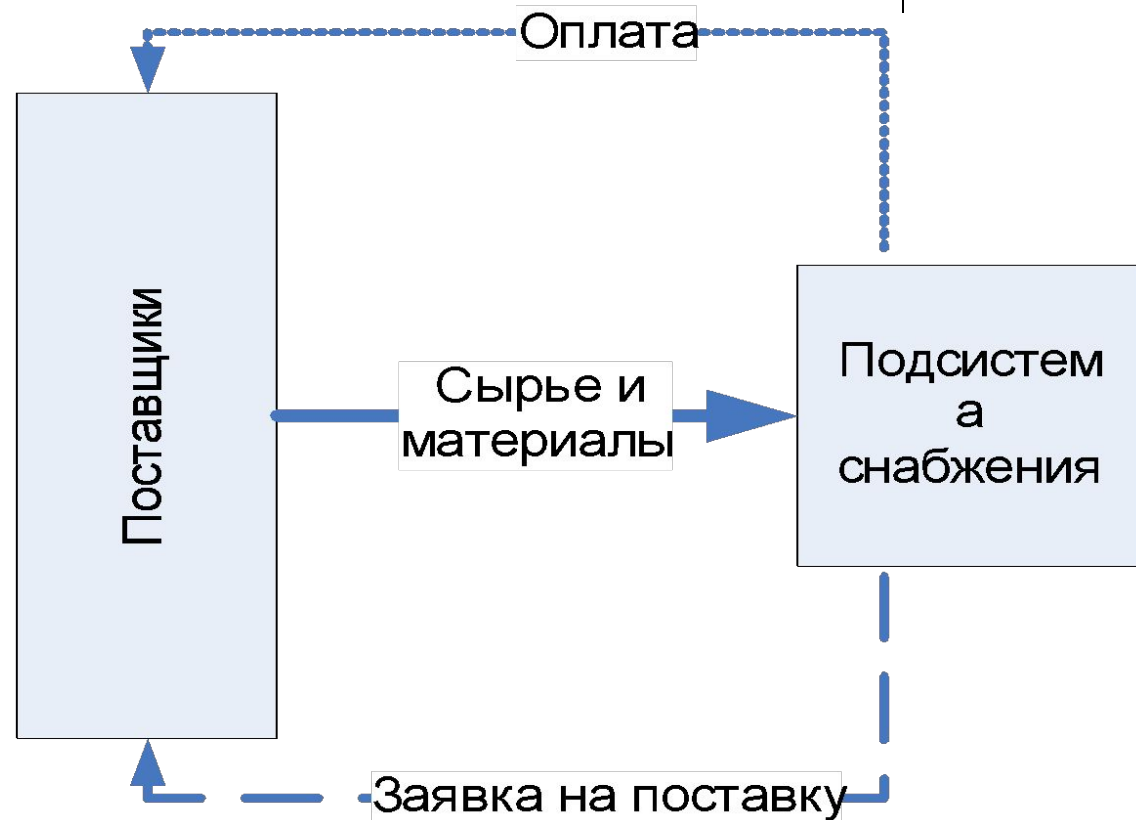 Оплата
Поставщики
Сырье и
материалы
Подсистем
а
снабжения
Заявка на поставку